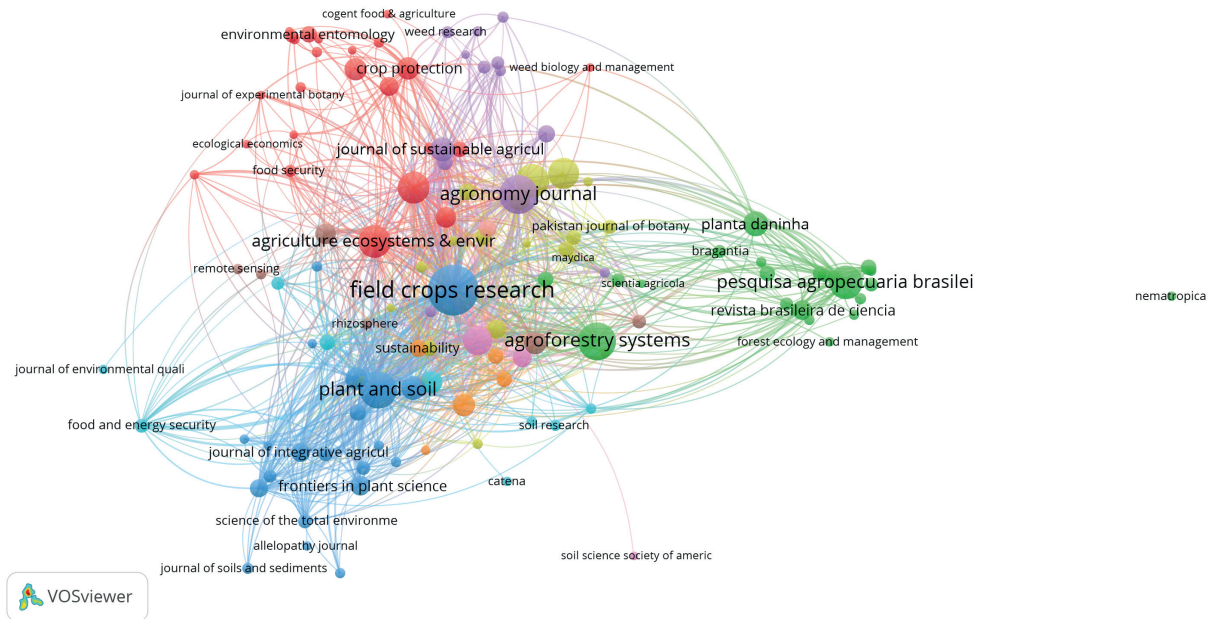 cogent food & agriculture
environmental entomology
weed research
crop protection
weed biology and management
journal of experimental botany
ecological economics
journal of sustainable agricul
food security
agronomy journal
planta daninha
pakistan journal of botany
agriculture ecosystems & envir
bragantia
maydica
remote sensing
scientia agricola
pesquisa agropecuaria brasilei
field crops research
nematropica
revista brasileira de ciencia
rhizosphere
agroforestry systems
forest ecology and management
sustainability
journal of environmental quali
plant and soil
food and energy security
soil research
journal of integrative agricul
catena
frontiers in plant science
science of the total environme
allelopathy journal
soil science society of americ
journal of soils and sediments
VOSviewer